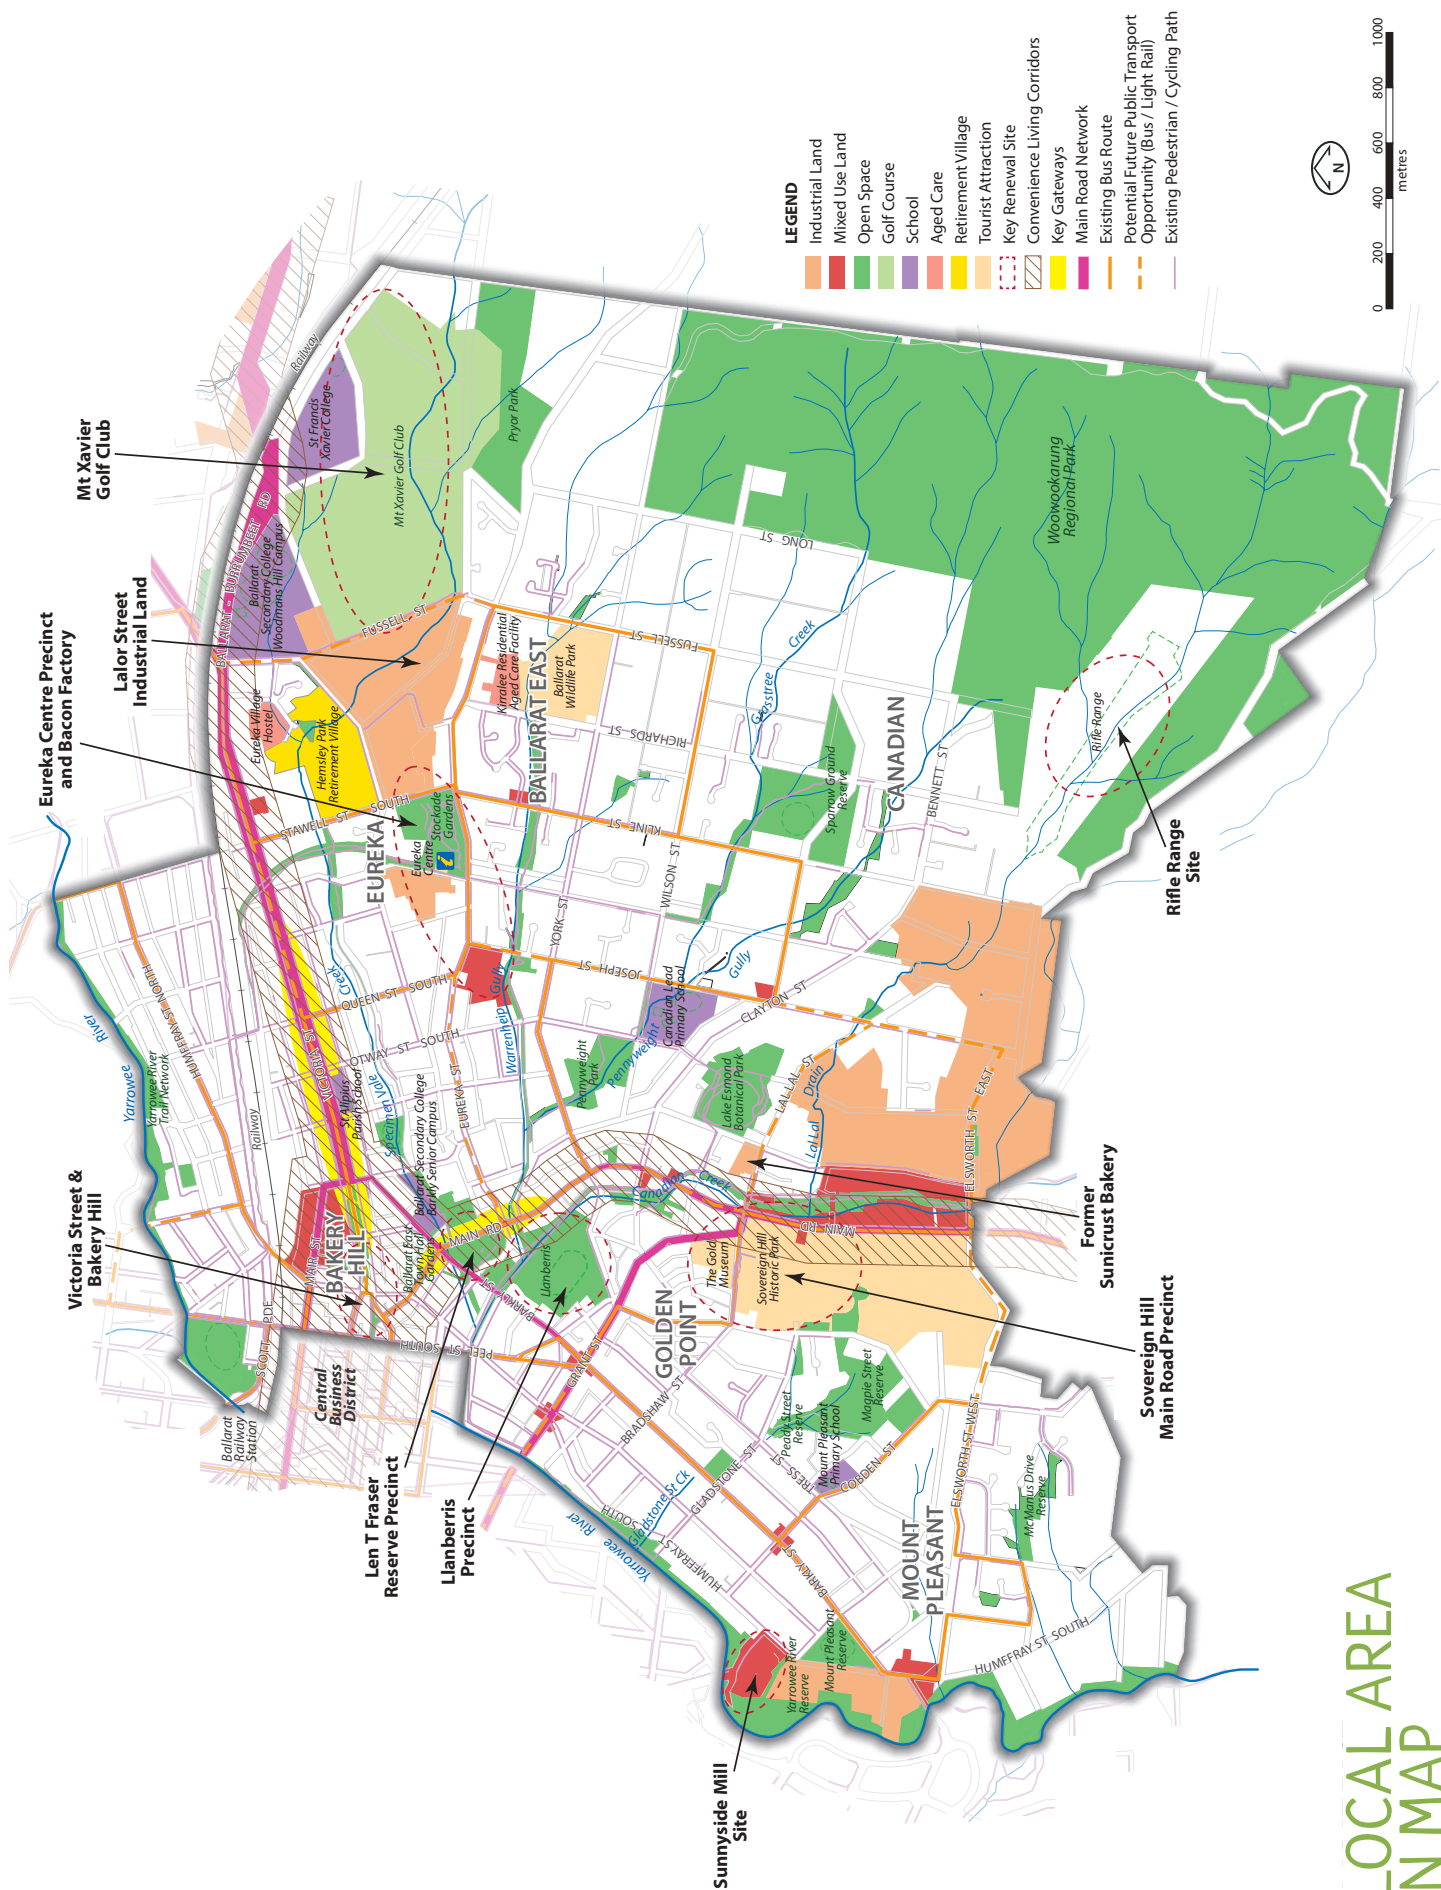 LOCAL AREA
N MAP
Sunnyside Mill
Site
Len T Fraser
Reserve Precinct
Llanberris
Precinct
Victoria Street &
Bakery Hill
Eureka Centre Precinct
and Bacon Factory
Lalor Street
Industrial Land
Mt Xavier
Golf Club
Rifle Range
Site
Former
Sunicrust Bakery
Sovereign Hill
Main Road Precinct
Ballarat
Railway
Station
Central
Business
District
SCOTT PDE
PEEL ST SOUTH
MAIR ST
BAKERY
HILL
Ballarat East
Town Hall
Gardens
MAIN RD
BARKLY ST
Llanberris
GRANT ST
BRADSHAW ST
GLADSTONE ST
TRESS ST
COBDEN ST
HUMFFRAY ST SOUTH
Gladstone St Ck
Yarrowee River
BARKLY ST
Yarrowee River
Reserve
Mount Pleasant
Reserve
MOUNT
PLEASANT
Mount Pleasant
Primary School
Peady Street
Reserve
Magpie Street
Reserve
ELSWORTH ST WEST
McManus Drive
Reserve
HUMFFRAY ST SOUTH
GOLDEN
POINT
The Gold
Museum
Sovereign Hill
Historic Park
MAIN RD
Canadian Creek
Yarrowee River
Yarrowee River
Trail Network
HUMFFRAY ST NORTH
Railway
VICTORIA ST
St Alipius
Parish School
Specimen Vale Creek
Ballarat Secondary College
Barkly Senior Campus
OTWAY ST SOUTH
QUEEN ST SOUTH
EUREKA ST
Warrenheip Gully
Pennyweight
Park
Pennyweight Gully
Canadian Lead
Primary School
Lake Esmond
Botanical Park
LAL LAL ST
Lal Lal Drain
ELSWORTH ST EAST
CLAYTON ST
JOSEPH ST
YORK ST
WILSON ST
KLINE ST
RICHARDS ST
EUREKA
Eureka
Centre
Stockade
Gardens
i
STAWELL ST SOUTH
Hemsley Park
Retirement Village
Eureka Village
Hostel
BALLARAT - BURRUMBEET RD
Ballarat
Secondary College
Woodmans Hill Campus
St Francis
Xavier College
Railway
Mt Xavier Golf Club
Pryor Park
FUSSELL ST
Kirralee Residential
Aged Care Facility
BALLARAT EAST
Ballarat
Wildlife Park
FUSSELL ST
LONG ST
Glastree Creek
Sparrow Ground
Reserve
CANADIAN
BENNETT ST
Woowookarung
Regional Park
Rifle Range
LEGEND
Industrial Land
Mixed Use Land
Open Space
Golf Course
School
Aged Care
Retirement Village
Tourist Attraction
Key Renewal Site
Convenience Living Corridors
Key Gateways
Main Road Network
Existing Bus Route
Potential Future Public Transport
Opportunity (Bus / Light Rail)
Existing Pedestrian / Cycling Path
N
0 200 400 600 800 1000
metres